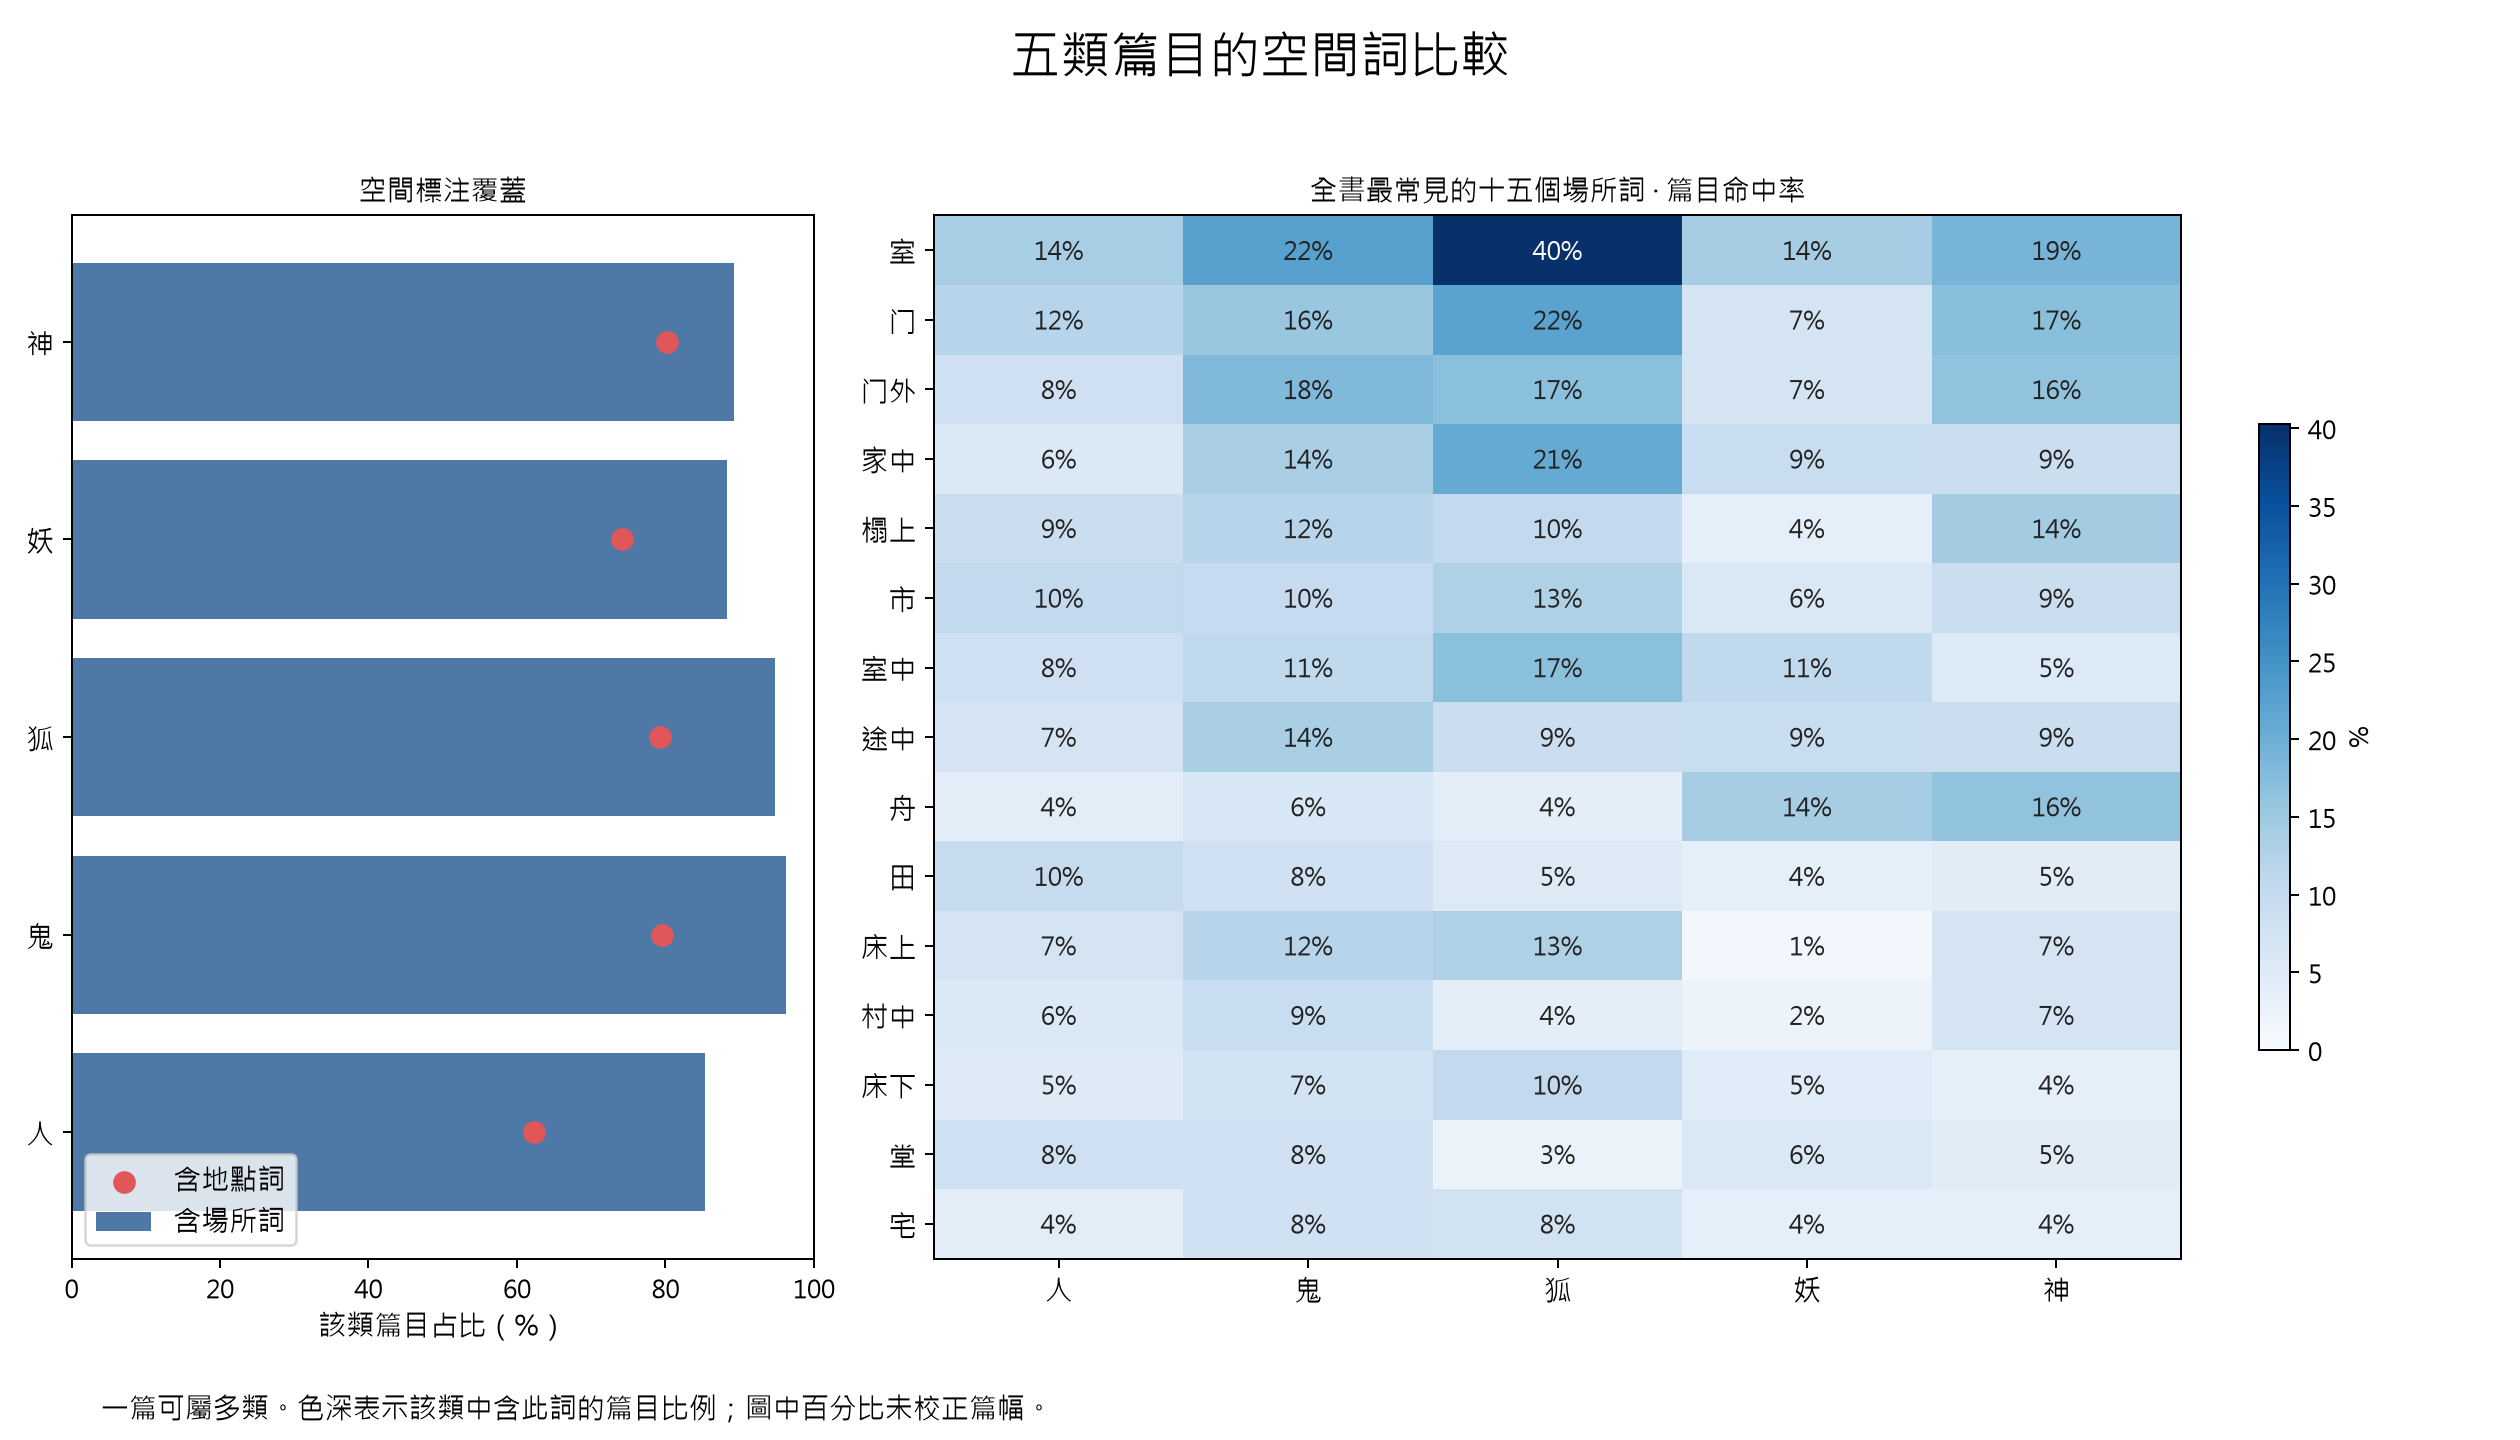 五類篇目的空間詞比較
空間標注覆蓋
神
妖
狐
鬼
人
含地點詞
含場所詞
0 20 40 60 80 100
該類篇目占比（%）
全書最常見的十五個場所詞·篇目命中率
室 14% 22% 40% 14% 19%
门 12% 16% 22% 7% 17%
门外 8% 18% 17% 7% 16%
家中 6% 14% 21% 9% 9%
榻上 9% 12% 10% 4% 14%
市 10% 10% 13% 6% 9%
室中 8% 11% 17% 11% 5%
途中 7% 14% 9% 9% 9%
舟 4% 6% 4% 14% 16%
田 10% 8% 5% 4% 5%
床上 7% 12% 13% 1% 7%
村中 6% 9% 4% 2% 7%
床下 5% 7% 10% 5% 4%
堂 8% 8% 3% 6% 5%
宅 4% 8% 8% 4% 4%
人 鬼 狐 妖 神
40
35
30
25
20
15
10
5
0
%
一篇可屬多類。色深表示該類中含此詞的篇目比例；圖中百分比未校正篇幅。